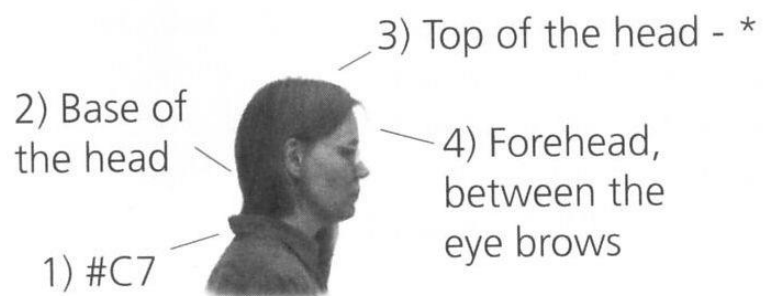 3) Top of the head - *
2) Base of
the head
4) Forehead,
between the
eye brows
1) #C7